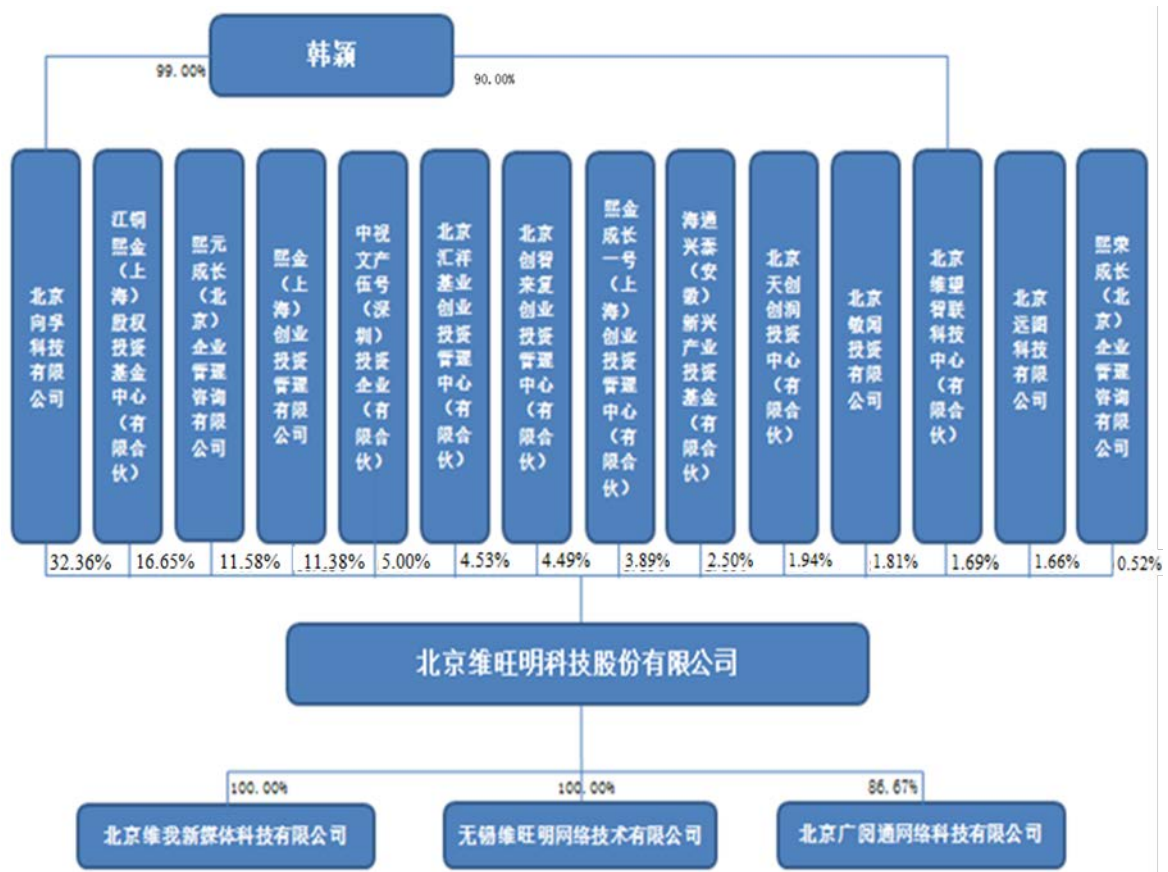 韩颖
99.00%
90.00%
北京
向孚
科技
有限
公司
江铜
熙金
（上
海）
股权
投资
基金
中心
（有
限合
伙）
熙元
成长
（北
京）
企业
管理
咨询
有限
公司
熙金
（上
海）
创业
投资
管理
有限
公司
中视
文产
伍号
（深
圳）
投资
企业
（有
限合
伙）
北京
汇祥
基业
创业
投资
管理
中心
（有
限合
伙）
北京
创智
来复
创业
投资
管理
中心
（有
限合
伙）
熙金
成长
一号
（上
海）
创业
投资
管理
中心
（有
限合
伙）
海通
兴泰
（安
徽）
新兴
产业
投资
基金
（有
限合
伙）
北京
天创
创润
投资
中心
（有
限合
伙）
北京
敏闻
投资
有限
公司
北京
维望
智联
科技
中心
（有
限合
伙）
北京
远图
科技
有限
公司
熙荣
成长
（北
京）
企业
管理
咨询
有限
公司
32.36%
16.65%
11.58%
11.38%
5.00%
4.53%
4.49%
3.89%
2.50%
1.94%
1.81%
1.69%
1.66%
0.52%
北京维旺明科技股份有限公司
100.00%
100.00%
86.67%
北京维我新媒体科技有限公司
无锡维旺明网络技术有限公司
北京广阅通网络科技有限公司